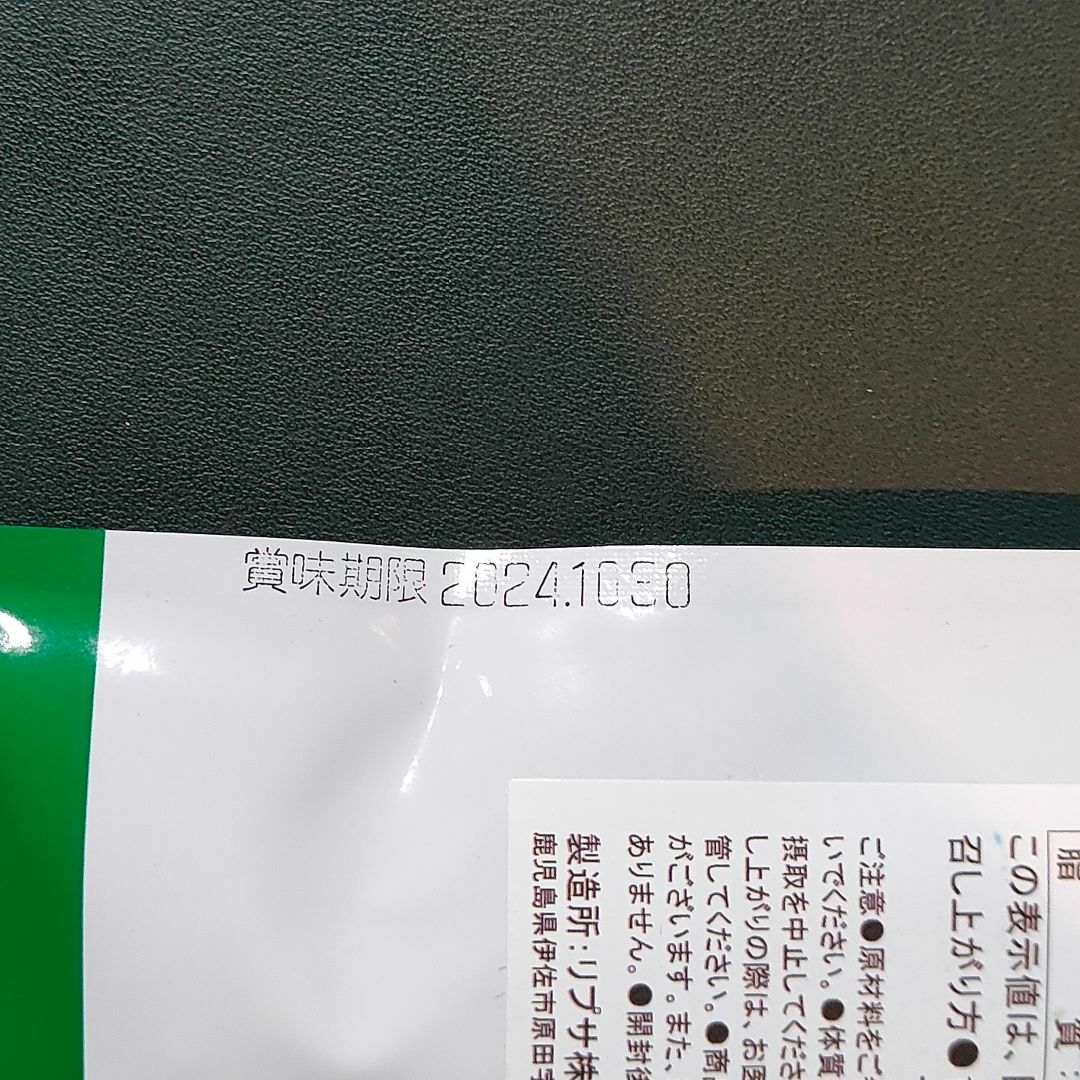 賞味期限 2024.10.30
脂 質:
この表示値は、
召し上がり方●
ご注意●原材料をご
いでください。●体質
摂取を中止してくださ
し上がりの際は、お医
管してください。●商
がございます。また、
ありません。●開封後
製造所:リプサ株
鹿児島県伊佐市原田字